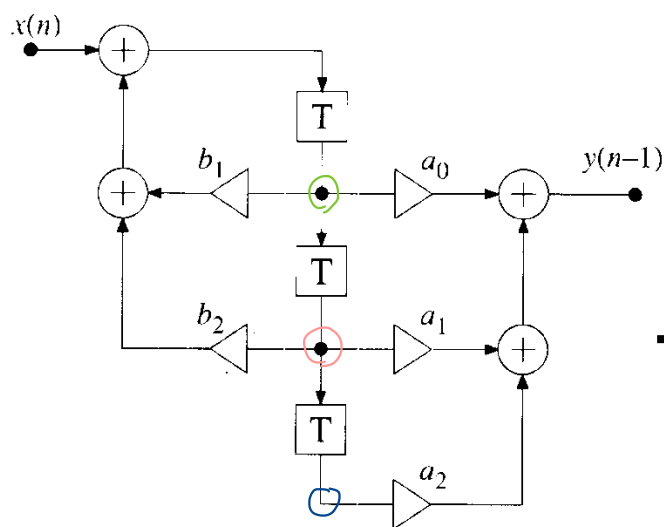 x(n)
+
T
b₁
a₀
y(n−1)
+
+
T
b₂
a₁
+
T
a₂